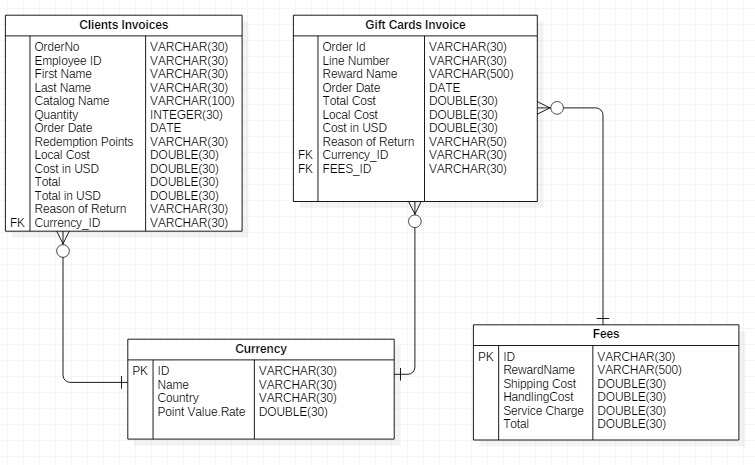 Clients Invoices
OrderNo VARCHAR(30)
Employee ID VARCHAR(30)
First Name VARCHAR(30)
Last Name VARCHAR(30)
Catalog Name VARCHAR(100)
Quantity INTEGER(30)
Order Date DATE
Redemption Points VARCHAR(30)
Local Cost DOUBLE(30)
Cost in USD DOUBLE(30)
Total DOUBLE(30)
Total in USD DOUBLE(30)
Reason of Return VARCHAR(30)
FK Currency_ID VARCHAR(30)
Gift Cards Invoice
Order Id VARCHAR(30)
Line Number VARCHAR(30)
Reward Name VARCHAR(500)
Order Date DATE
Total Cost DOUBLE(30)
Local Cost DOUBLE(30)
Cost in USD DOUBLE(30)
Reason of Return VARCHAR(50)
FK Currency_ID VARCHAR(30)
FK FEES_ID VARCHAR(30)
Currency
PK ID VARCHAR(30)
Name VARCHAR(30)
Country VARCHAR(30)
Point Value.Rate DOUBLE(30)
Fees
PK ID VARCHAR(30)
RewardName VARCHAR(500)
Shipping Cost DOUBLE(30)
HandlingCost DOUBLE(30)
Service Charge DOUBLE(30)
Total DOUBLE(30)